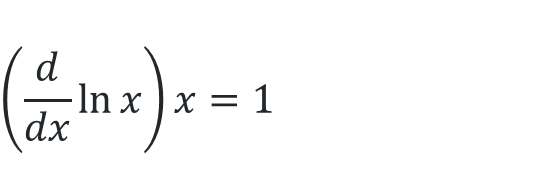 (d/dx ln x) x = 1